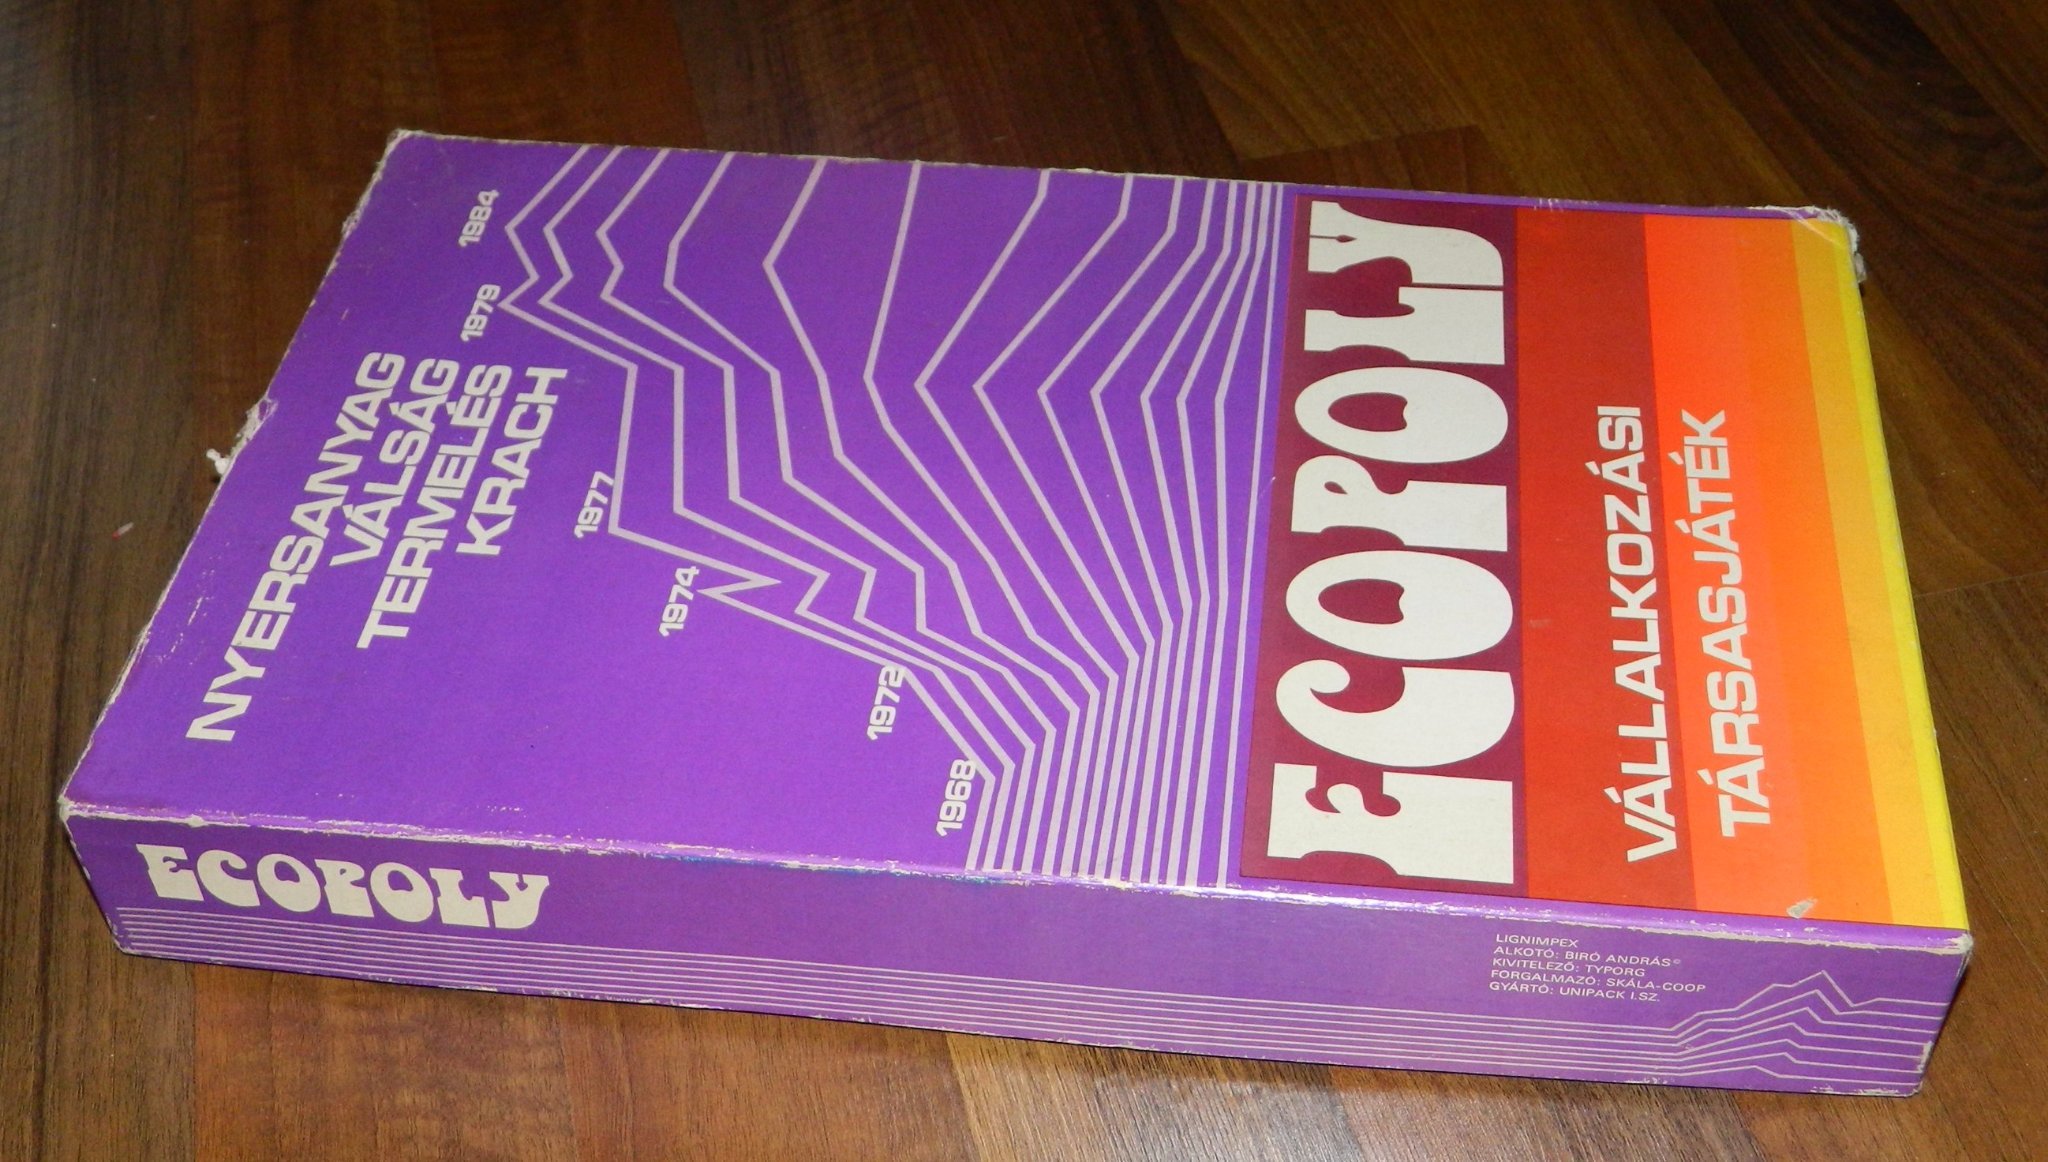 NYERSANYAG
VÁLSÁG
TERMELÉS
KRACH
1968
1972
1974
1977
1979
1984
ECOPOLY
VÁLLALKOZÁSI
TÁRSASJÁTÉK
ECOPOLY
LIGNIMPEX
ALKOTÓ: BIRÓ ANDRÁS©
KIVITELEZŐ: TYPORG
FORGALMAZÓ: SKÁLA-COOP
GYÁRTÓ: UNIPACK I.SZ.